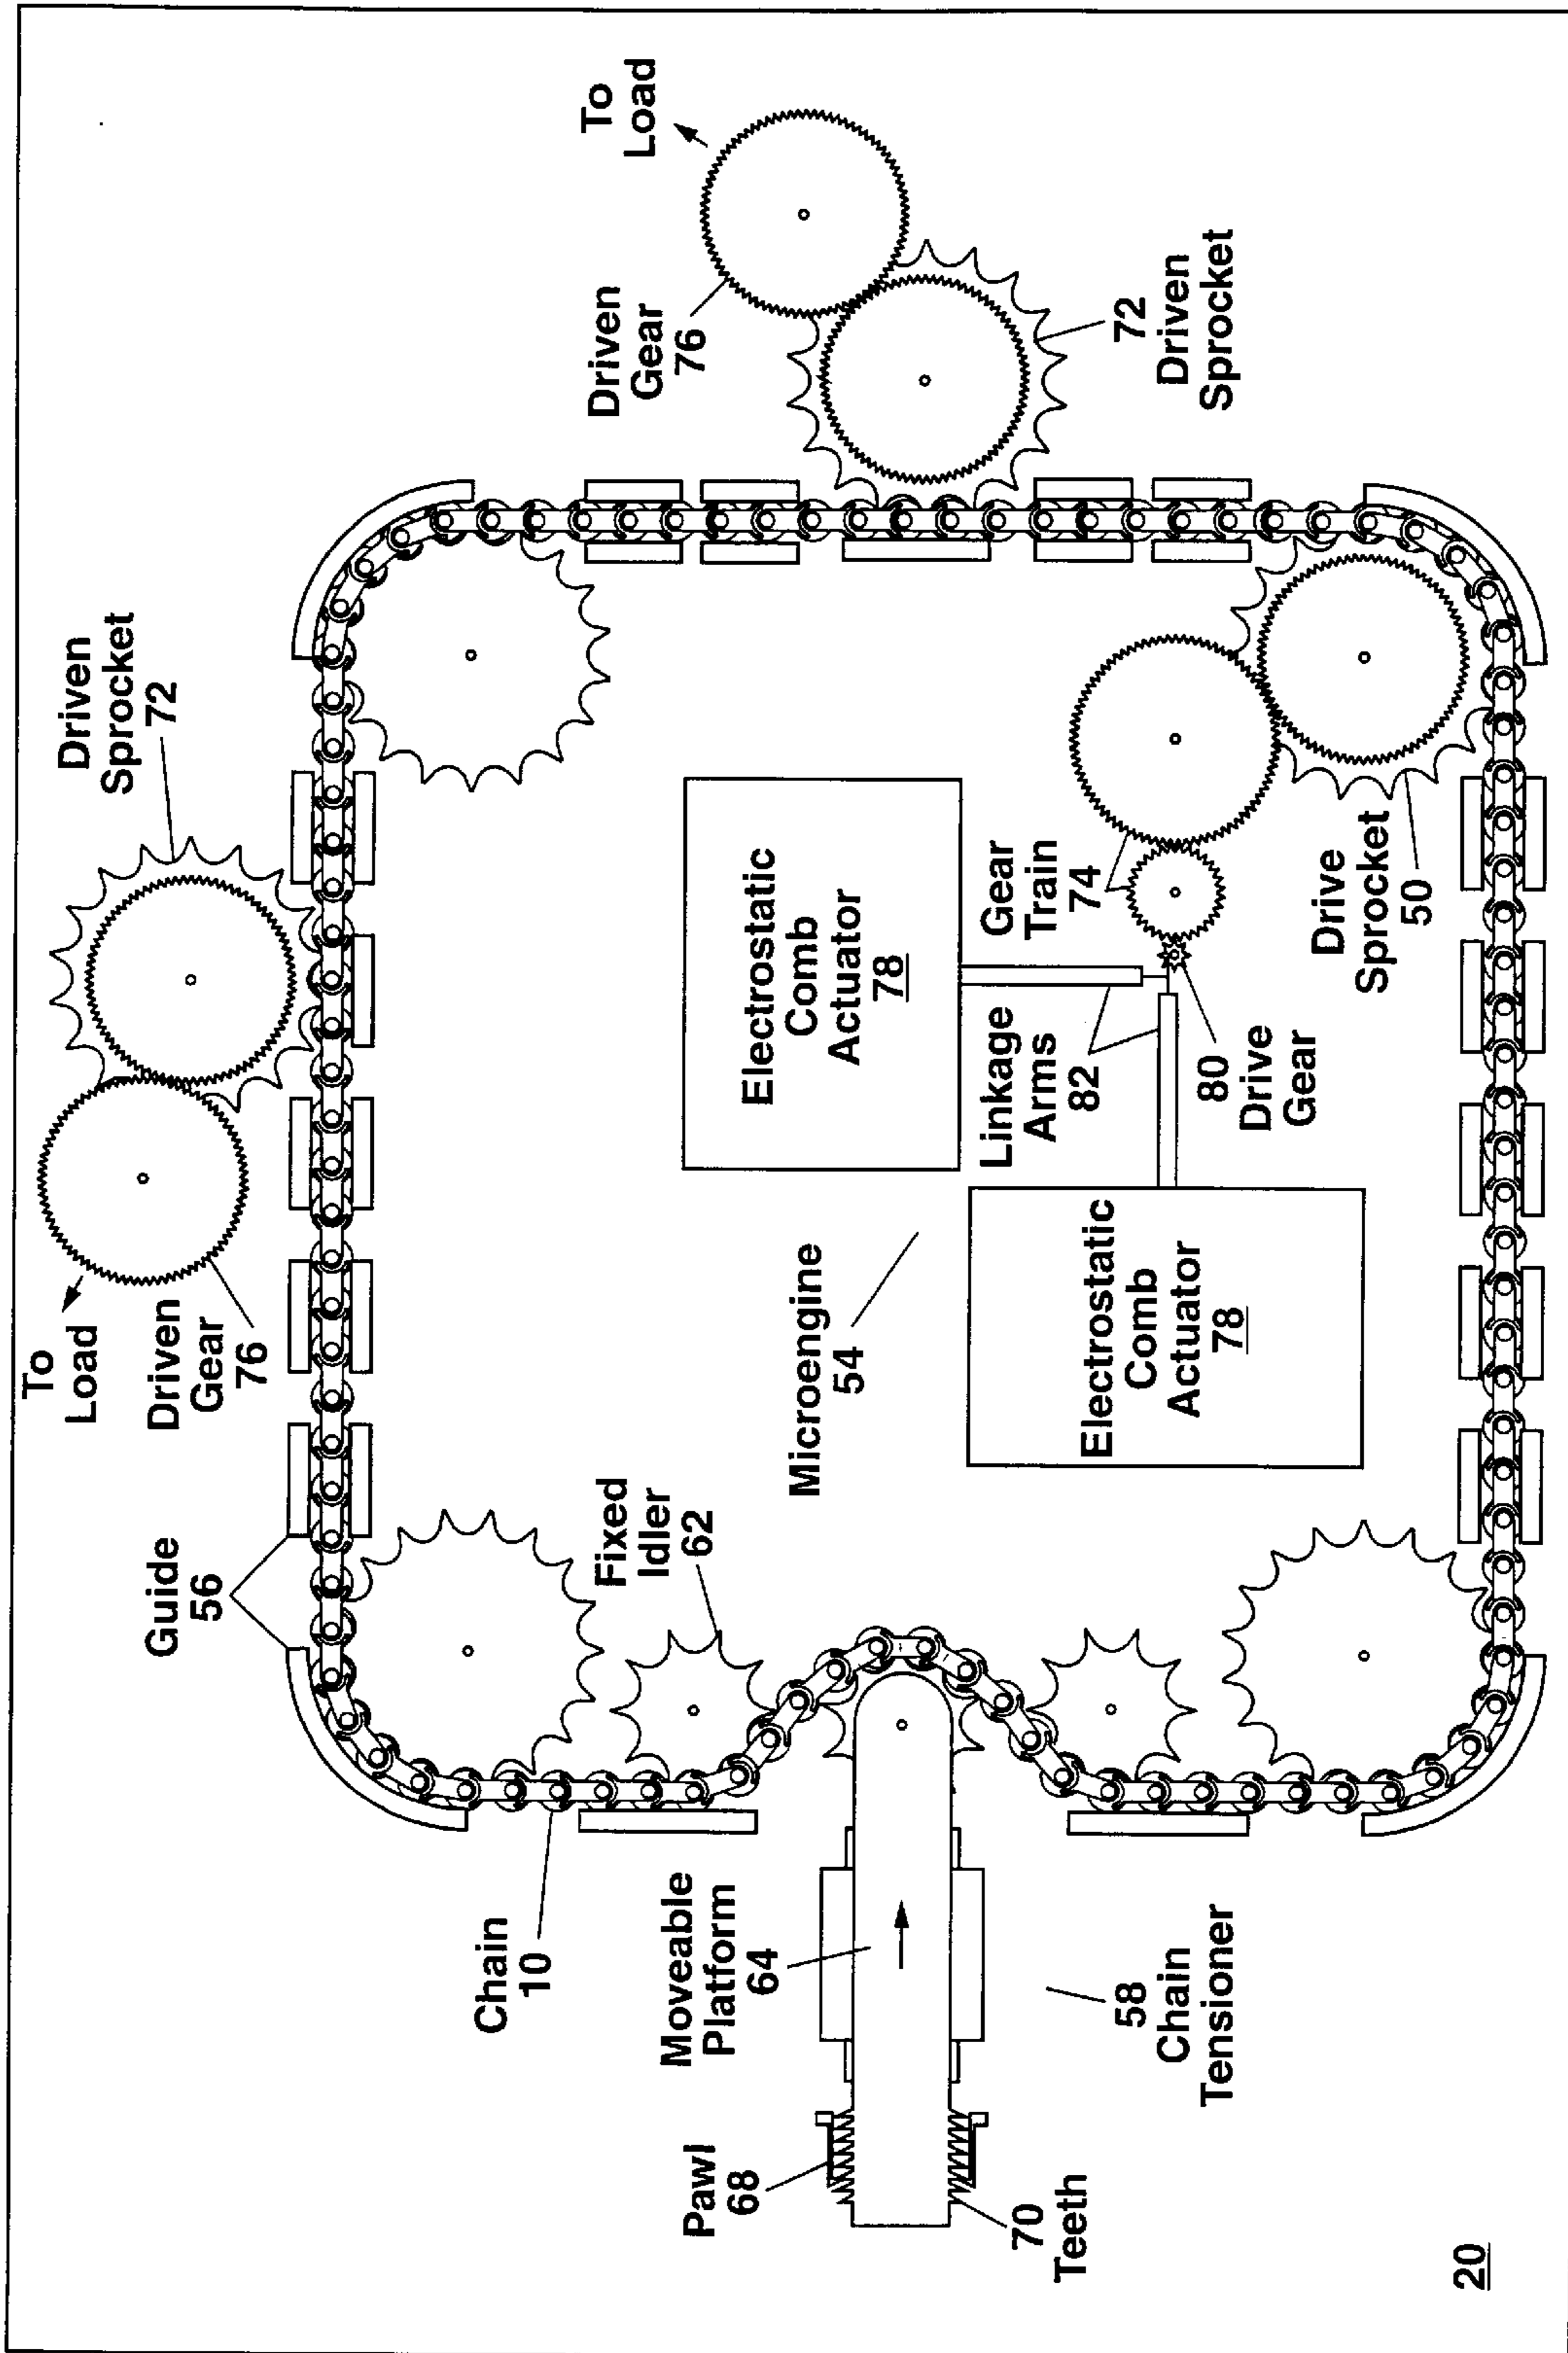 To
Load
Driven
Gear
76
Driven
Sprocket
72
Guide
56
Fixed
Idler
62
Chain
10
Moveable
Platform
64
Pawl
68
70
Teeth
58
Chain
Tensioner
Microengine
54
Electrostatic
Comb
Actuator
78
Electrostatic
Comb
Actuator
78
Linkage
Arms
82
Gear
Train
74
80
Drive
Gear
Drive
Sprocket
50
To
Load
Driven
Gear
76
72
Driven
Sprocket
20